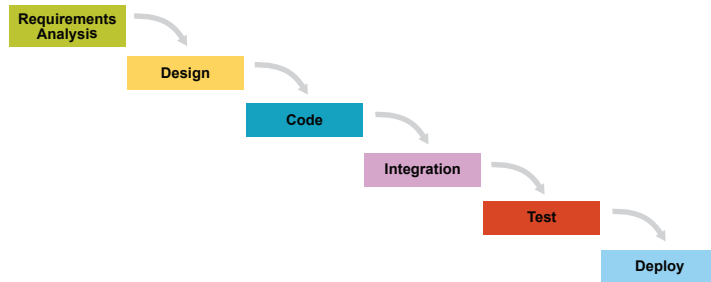 Requirements
Analysis
Design
Code
Integration
Test
Deploy